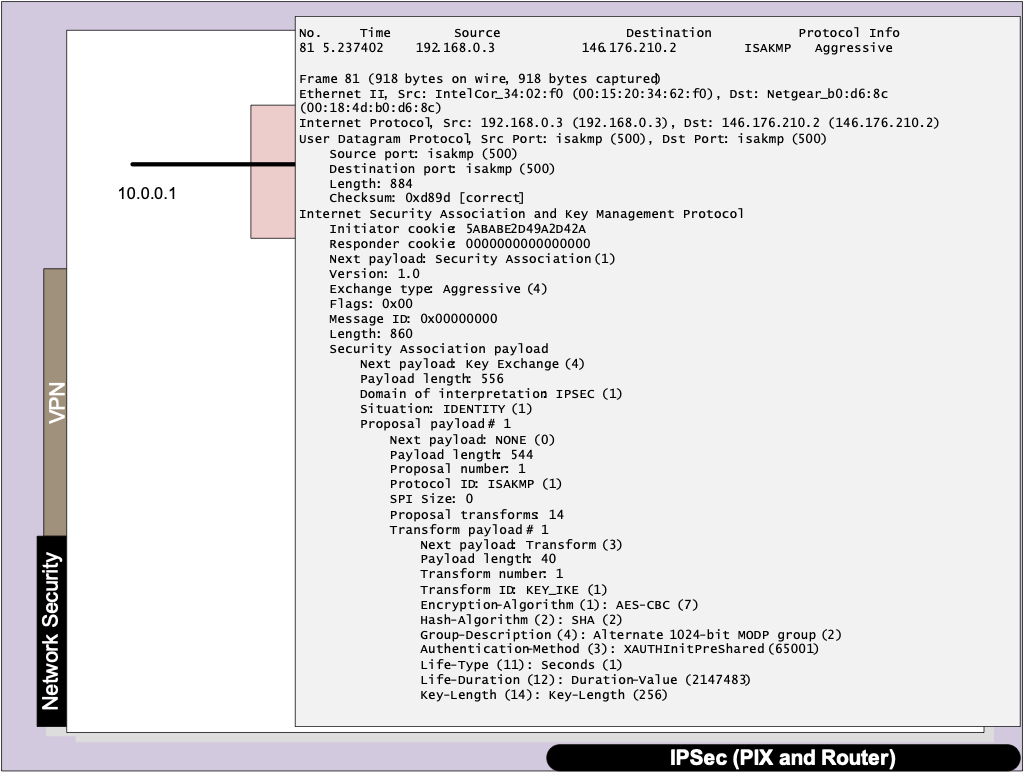 No. Time Source Destination Protocol Info
81 5.237402 192.168.0.3 146.176.210.2 ISAKMP Aggressive
Frame 81 (918 bytes on wire, 918 bytes captured)
Ethernet II, Src: IntelCor_34:02:f0 (00:15:20:34:62:f0), Dst: Netgear_b0:d6:8c
(00:18:4d:b0:d6:8c)
Internet Protocol, Src: 192.168.0.3 (192.168.0.3), Dst: 146.176.210.2 (146.176.210.2)
User Datagram Protocol, Src Port: isakmp (500), Dst Port: isakmp (500)
Source port: isakmp (500)
Destination port: isakmp (500)
Length: 884
Checksum: 0xd89d [correct]
Internet Security Association and Key Management Protocol
Initiator cookie: 5ABABE2D49A2D42A
Responder cookie: 0000000000000000
Next payload: Security Association (1)
Version: 1.0
Exchange type: Aggressive (4)
Flags: 0x00
Message ID: 0x00000000
Length: 860
Security Association payload
Next payload: Key Exchange (4)
Payload length: 556
Domain of interpretation: IPSEC (1)
Situation: IDENTITY (1)
Proposal payload # 1
Next payload: NONE (0)
Payload length: 544
Proposal number: 1
Protocol ID: ISAKMP (1)
SPI Size: 0
Proposal transforms: 14
Transform payload # 1
Next payload: Transform (3)
Payload length: 40
Transform number: 1
Transform ID: KEY_IKE (1)
Encryption-Algorithm (1): AES-CBC (7)
Hash-Algorithm (2): SHA (2)
Group-Description (4): Alternate 1024-bit MODP group (2)
Authentication-Method (3): XAUTHInitPreShared (65001)
Life-Type (11): Seconds (1)
Life-Duration (12): Duration-Value (2147483)
Key-Length (14): Key-Length (256)
10.0.0.1
VPN
Network Security
IPSec (PIX and Router)